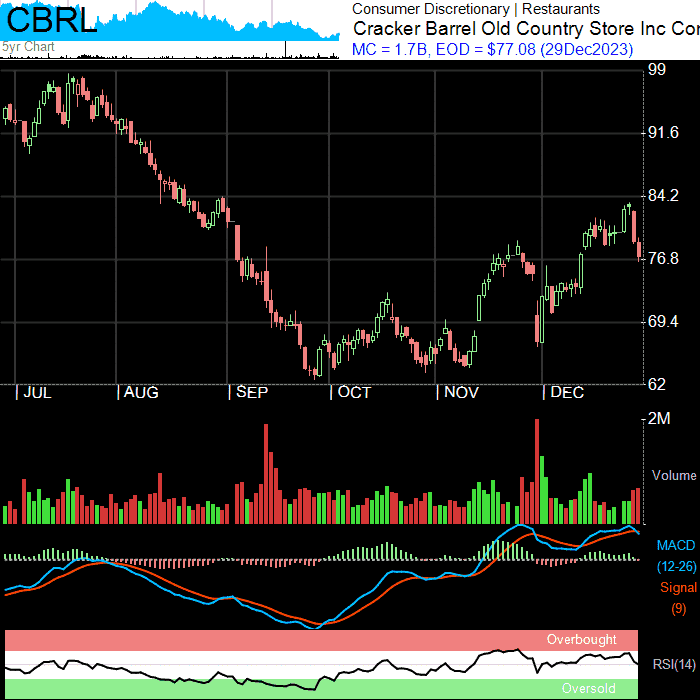 CBRL
5yr Chart
Consumer Discretionary | Restaurants
Cracker Barrel Old Country Store Inc Cor
MC = 1.7B, EOD = $77.08 (29Dec2023)
99
91.6
84.2
76.8
69.4
62
| JUL | AUG | SEP | OCT | NOV | DEC
2M
Volume
MACD
(12-26)
Signal
(9)
Overbought
RSI(14)
Oversold